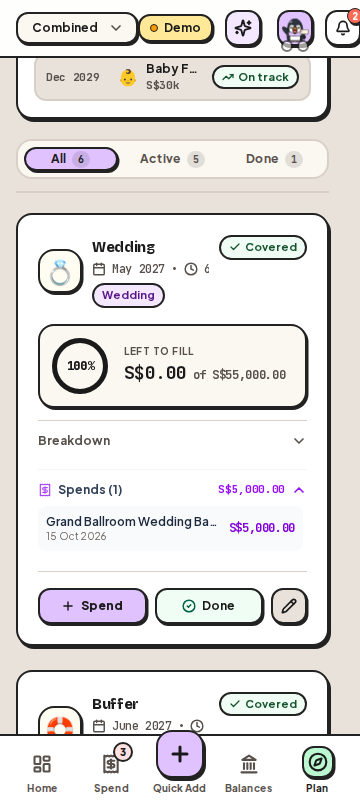 Combined
Demo
2
Dec 2029
Baby F...
S$30k
On track
All 6
Active 5
Done 1
Wedding
Covered
May 2027 • 6
Wedding
100%
LEFT TO FILL
S$0.00 of S$55,000.00
Breakdown
Spends (1)
S$5,000.00
Grand Ballroom Wedding Ba...
15 Oct 2026
S$5,000.00
+ Spend
Done
Buffer
Covered
June 2027 •
3
Home
Spend
Quick Add
Balances
Plan